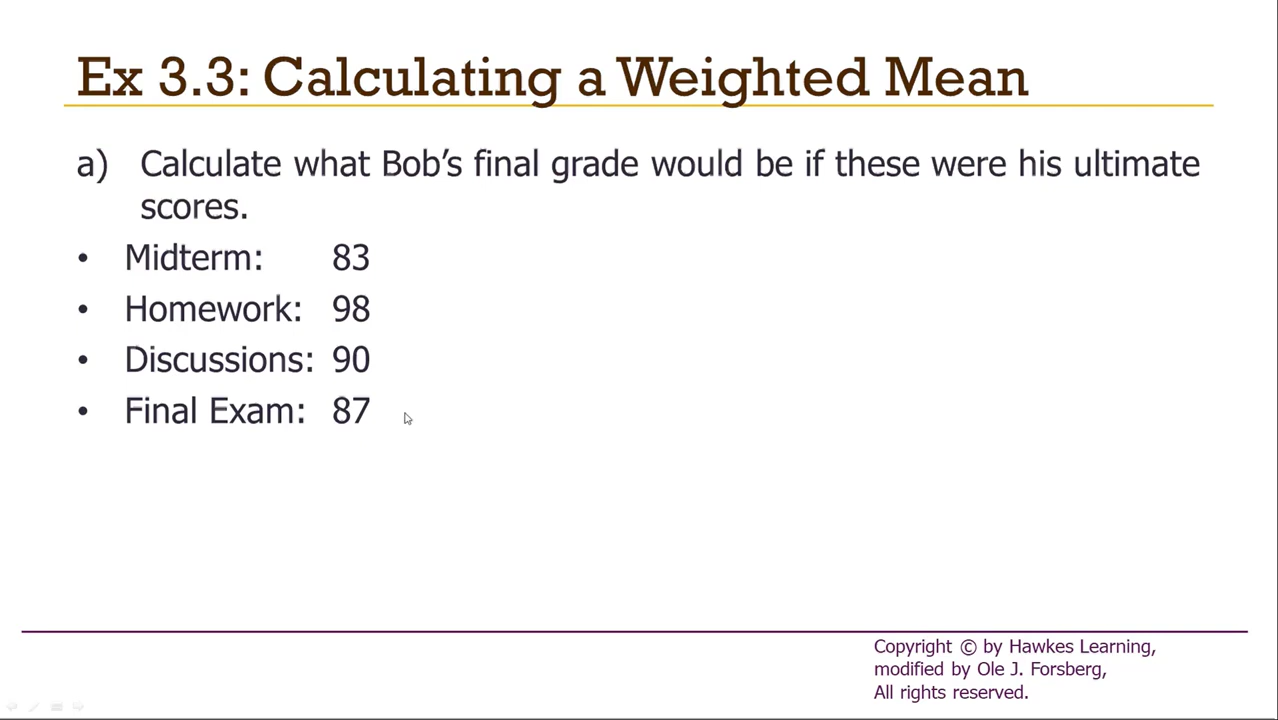 Ex 3.3: Calculating a Weighted Mean
a) Calculate what Bob's final grade would be if these were his ultimate
scores.
• Midterm: 83
• Homework: 98
• Discussions: 90
• Final Exam: 87
Copyright © by Hawkes Learning,
modified by Ole J. Forsberg,
All rights reserved.